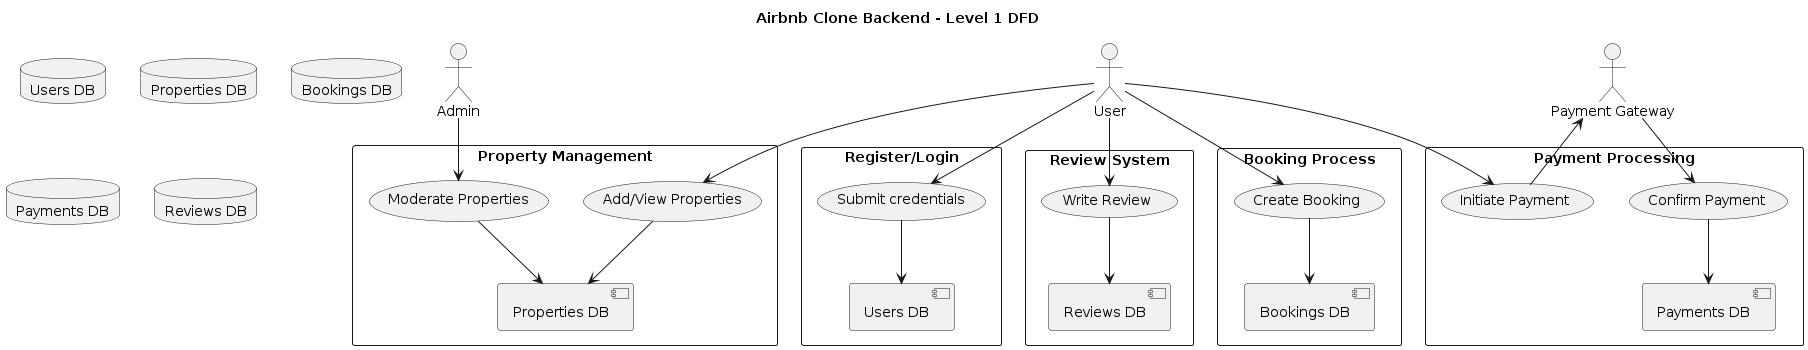 Airbnb Clone Backend - Level 1 DFD
Users DB
Properties DB
Bookings DB
Admin
User
Payment Gateway
Payments DB
Reviews DB
Property Management
Moderate Properties
Add/View Properties
Properties DB
Register/Login
Submit credentials
Users DB
Review System
Write Review
Reviews DB
Booking Process
Create Booking
Bookings DB
Payment Processing
Initiate Payment
Confirm Payment
Payments DB